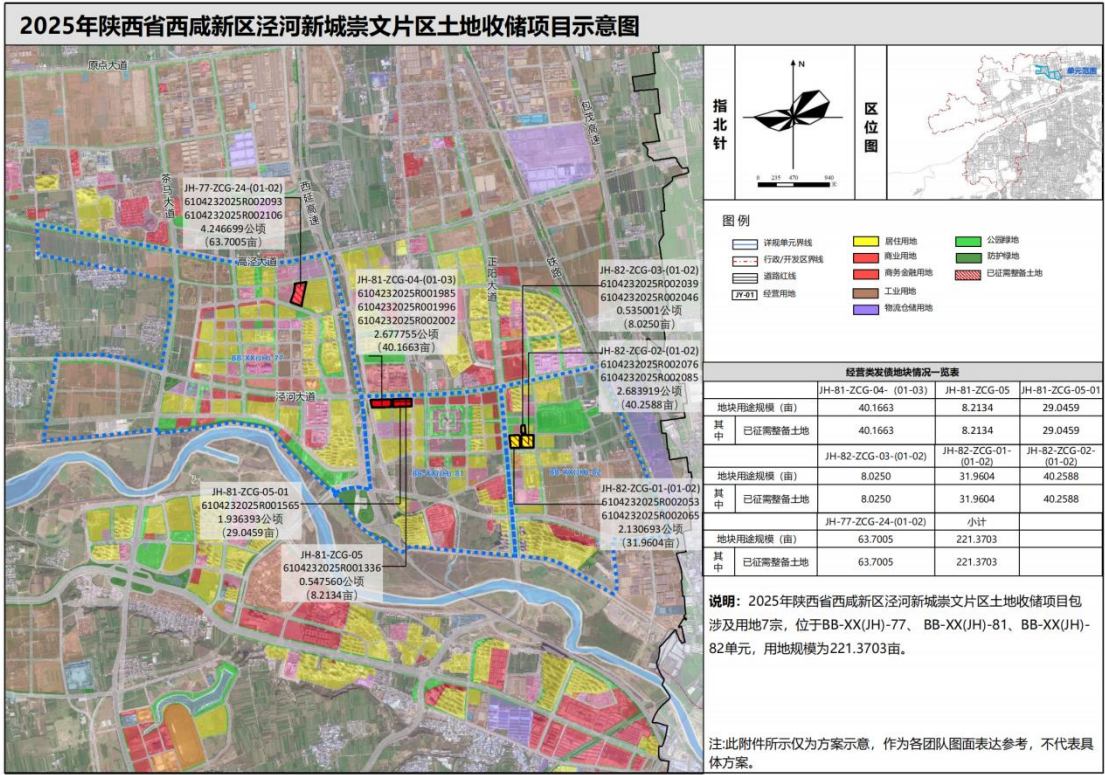 2025年陕西省西咸新区泾河新城崇文片区土地收储项目示意图
原点大道
包茂高速
茶马大道
西延高速
JH-77-ZCG-24-(01-02)
6104232025R002093
6104232025R002106
4.246699公顷
(63.7005亩)
高泾大道
正阳大道
铁路
JH-81-ZCG-04-(01-03)
6104232025R001985
6104232025R001996
6104232025R002002
2.677755公顷
(40.1663亩)
JH-82-ZCG-03-(01-02)
6104232025R002039
6104232025R002046
0.535001公顷
(8.0250亩)
JH-82-ZCG-02-(01-02)
6104232025R002076
6104232025R002085
2.683919公顷
(40.2588亩)
BB-XX(JH)-77
泾河大道
BB-XX(JH)-81
JH-82-ZCG-01-(01-02)
6104232025R002053
6104232025R002065
2.130693公顷
(31.9604亩)
JH-81-ZCG-05-01
6104232025R001565
1.936393公顷
(29.0459亩)
JH-81-ZCG-05
6104232025R001336
0.547560公顷
(8.2134亩)
指北针
N
0 235 470 940
米
区位图
单元范围
图例
详规单元界线
行政/开发区界线
道路红线
JY-01 经营用地
居住用地
商业用地
商务金融用地
工业用地
物流仓储用地
公园绿地
防护绿地
已征需整备土地
经营类发债地块情况一览表
JH-81-ZCG-04- (01-03) JH-81-ZCG-05 JH-81-ZCG-05-01
地块用途规模（亩） 40.1663 8.2134 29.0459
其中 已征需整备土地 40.1663 8.2134 29.0459
JH-82-ZCG-03-(01-02) JH-82-ZCG-01-(01-02) JH-82-ZCG-02-(01-02)
地块用途规模（亩） 8.0250 31.9604 40.2588
其中 已征需整备土地 8.0250 31.9604 40.2588
JH-77-ZCG-24-(01-02) 小计
地块用途规模（亩） 63.7005 221.3703
其中 已征需整备土地 63.7005 221.3703
说明：2025年陕西省西咸新区泾河新城崇文片区土地收储项目包
涉及用地7宗，位于BB-XX(JH)-77、 BB-XX(JH)-81、BB-XX(JH)-
82单元，用地规模为221.3703亩。
注:此附件所示仅为方案示意，作为各团队图面表达参考，不代表具
体方案。